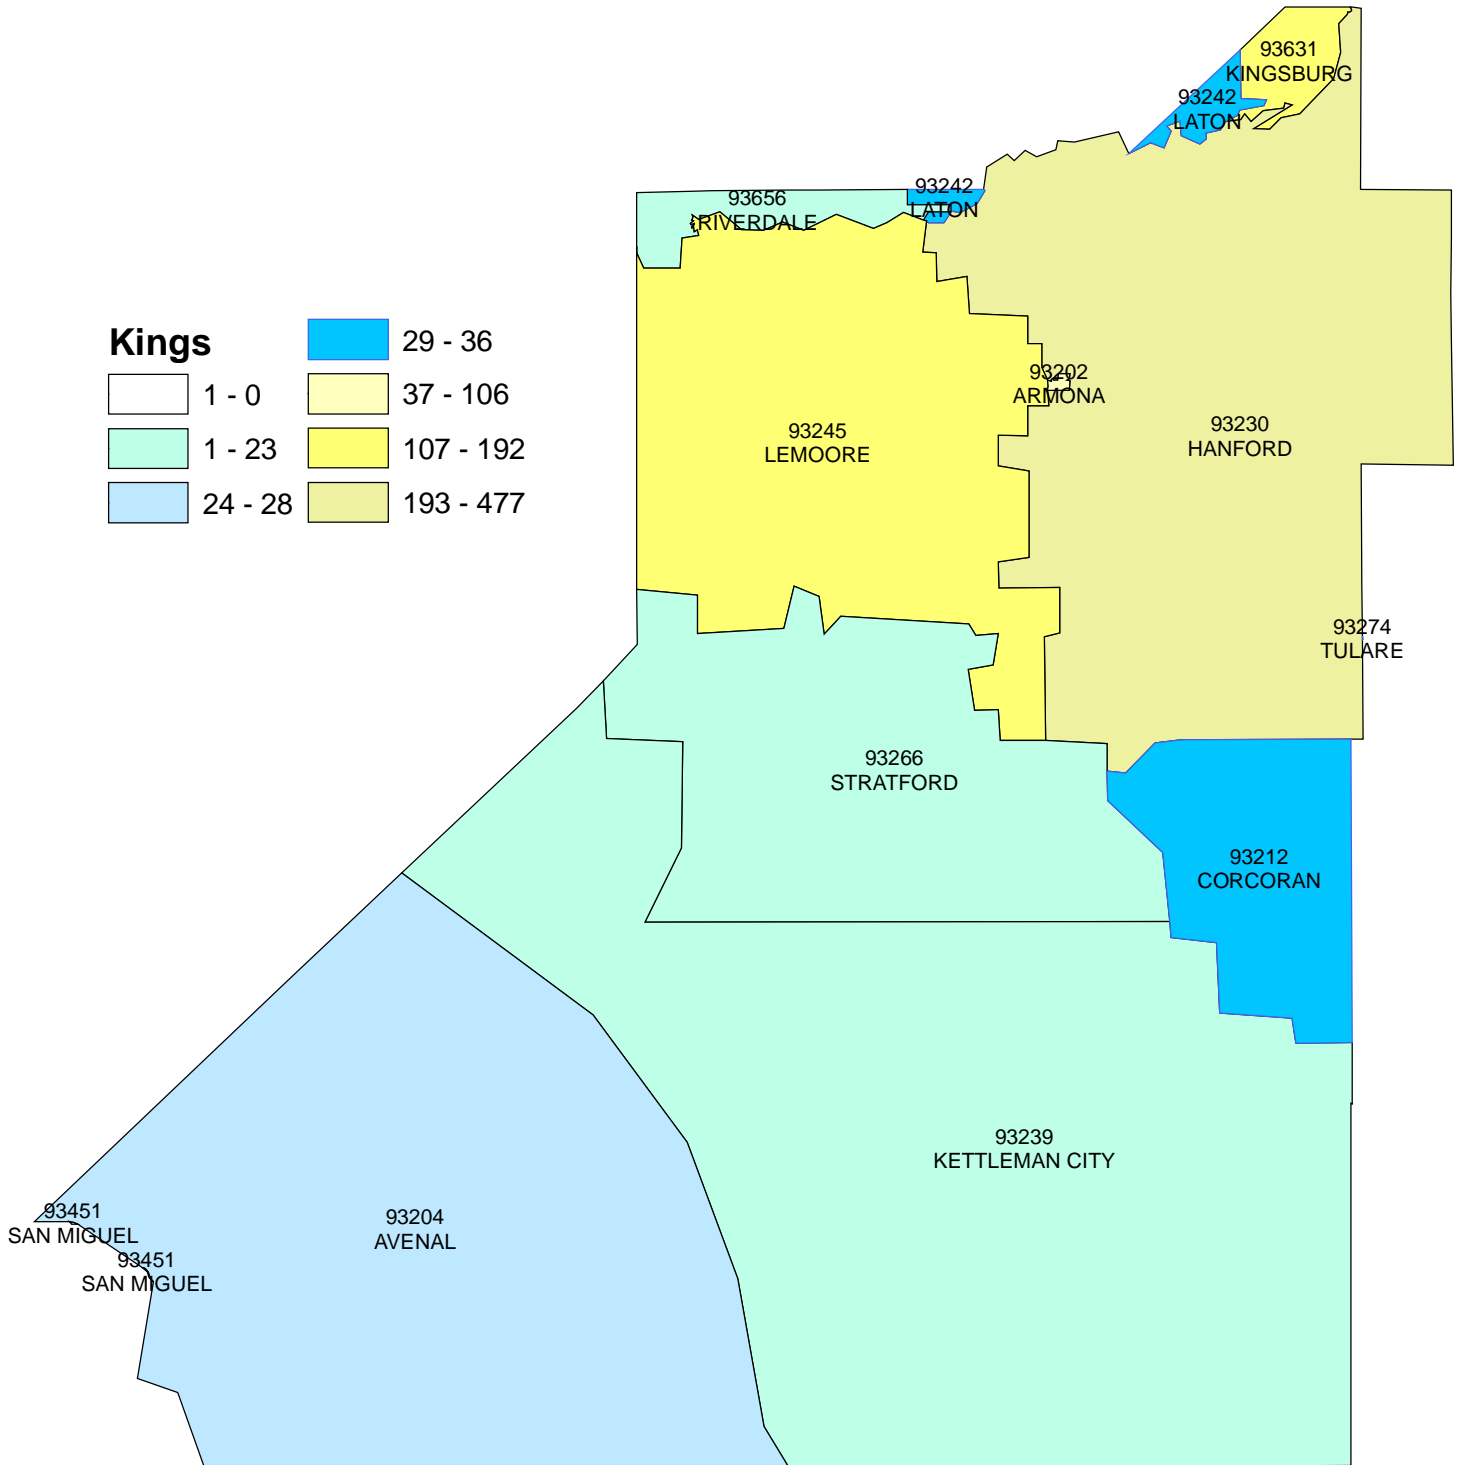 93631
KINGSBURG
93242
LATON
93242
LATON
93656
RIVERDALE
Kings
1 - 0
1 - 23
24 - 28
29 - 36
37 - 106
107 - 192
193 - 477
93202
ARMONA
93245
LEMOORE
93230
HANFORD
93274
TULARE
93266
STRATFORD
93212
CORCORAN
93239
KETTLEMAN CITY
93451
SAN MIGUEL
93204
AVENAL
93451
SAN MIGUEL